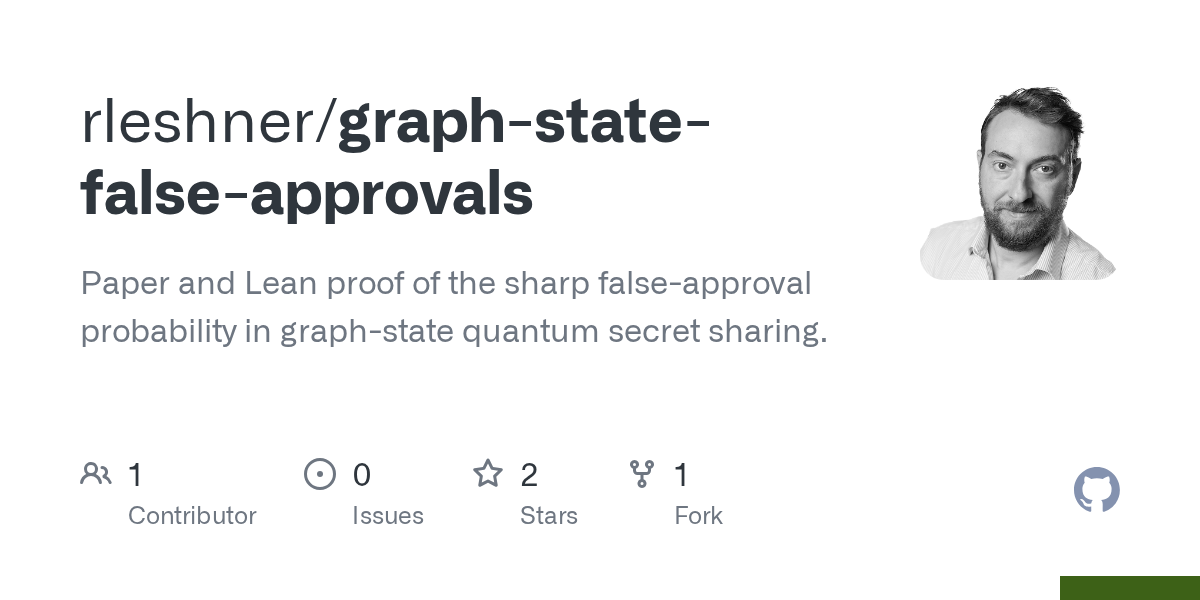 rleshner/graph-state-
false-approvals
Paper and Lean proof of the sharp false-approval
probability in graph-state quantum secret sharing.
1
Contributor
0
Issues
2
Stars
1
Fork